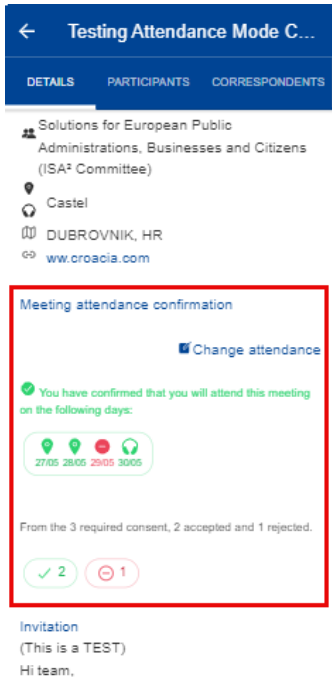 Testing Attendance Mode C...
DETAILS PARTICIPANTS CORRESPONDENTS
Solutions for European Public
Administrations, Businesses and Citizens
(ISA² Committee)
Castel
DUBROVNIK, HR
ww.croacia.com
Meeting attendance confirmation
Change attendance
You have confirmed that you will attend this meeting
on the following days:
27/05 28/05 29/05 30/05
From the 3 required consent, 2 accepted and 1 rejected.
2 1
Invitation
(This is a TEST)
Hi team,